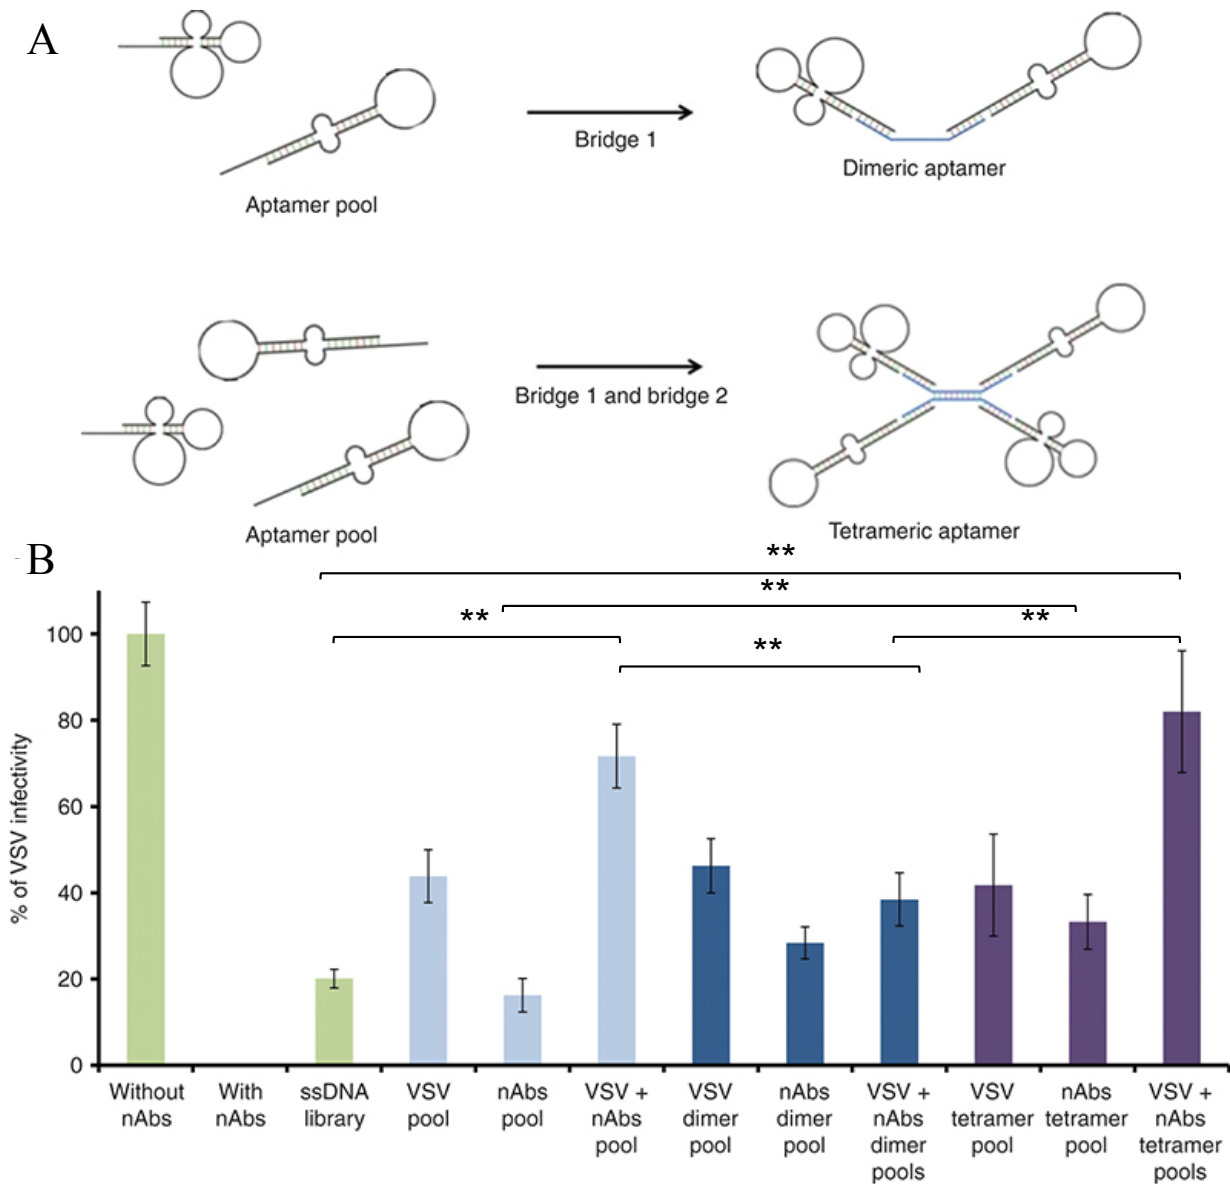 A
Bridge 1
Aptamer pool
Dimeric aptamer
Bridge 1 and bridge 2
Aptamer pool
Tetrameric aptamer
B
**
**
**
**
**
% of VSV infectivity
100
80
60
40
20
0
Without
nAbs
With
nAbs
ssDNA
library
VSV
pool
nAbs
pool
VSV +
nAbs
pool
VSV
dimer
pool
nAbs
dimer
pool
VSV +
nAbs
dimer
pools
VSV
tetramer
pool
nAbs
tetramer
pool
VSV +
nAbs
tetramer
pools